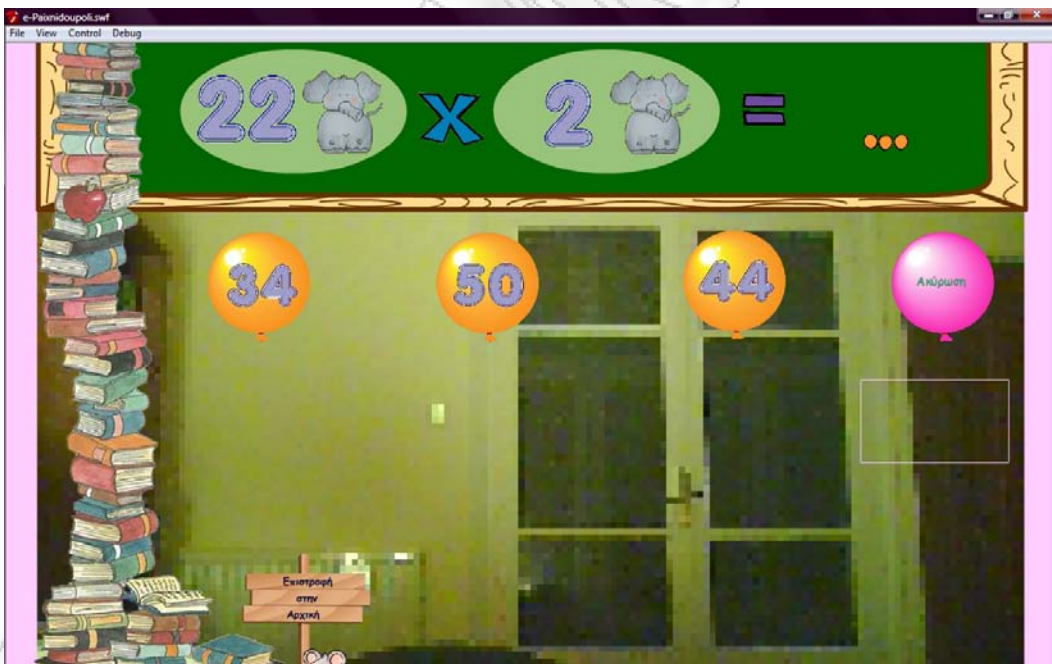 e-Paixnidoupoli.swf
File View Control Debug
22 x 2 = ...
34 50 44 Ακύρωση
Επιστροφή
στην
Αρχική